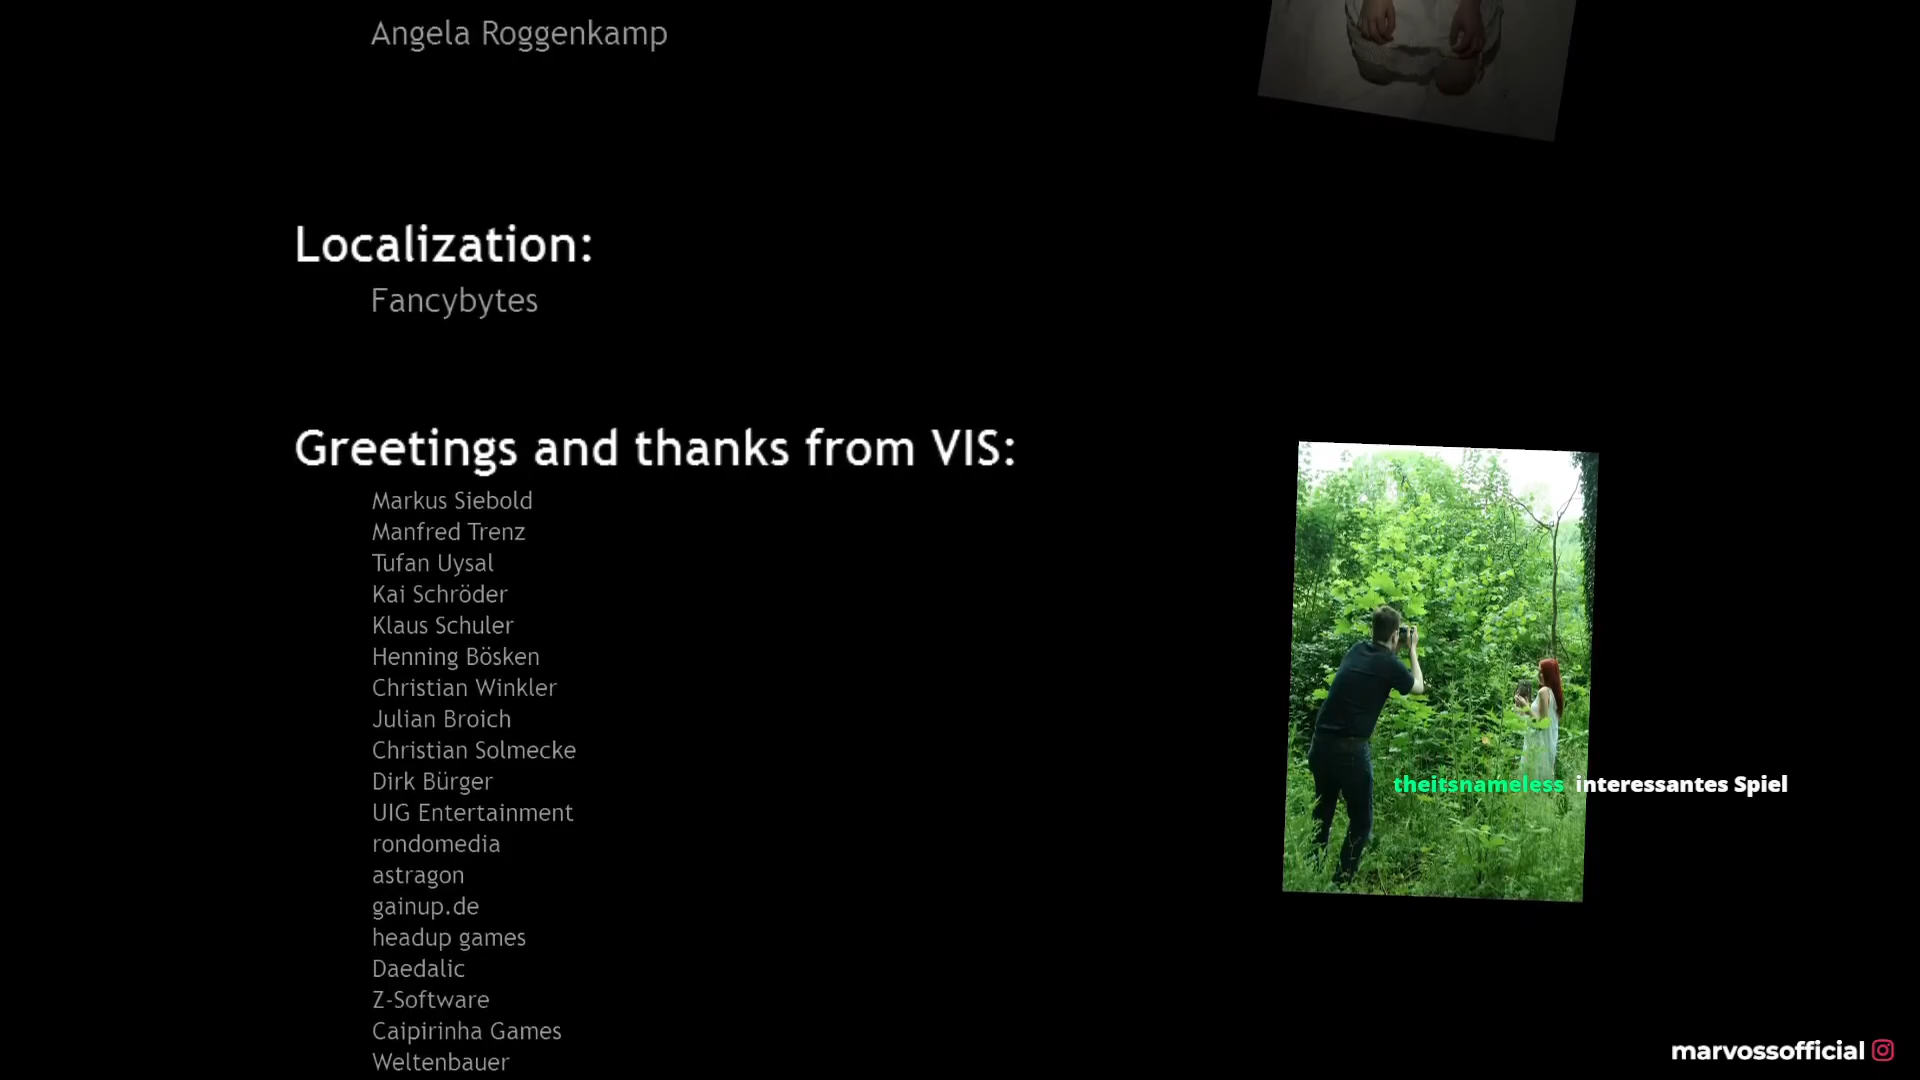 Angela Roggenkamp
Localization:
Fancybytes
Greetings and thanks from VIS:
Markus Siebold
Manfred Trenz
Tufan Uysal
Kai Schröder
Klaus Schuler
Henning Bösken
Christian Winkler
Julian Broich
Christian Solmecke
Dirk Bürger
UIG Entertainment
rondomedia
astragon
gainup.de
headup games
Daedalic
Z-Software
Caipirinha Games
Weltenbauer
theitsnameless interessantes Spiel
marvossofficial